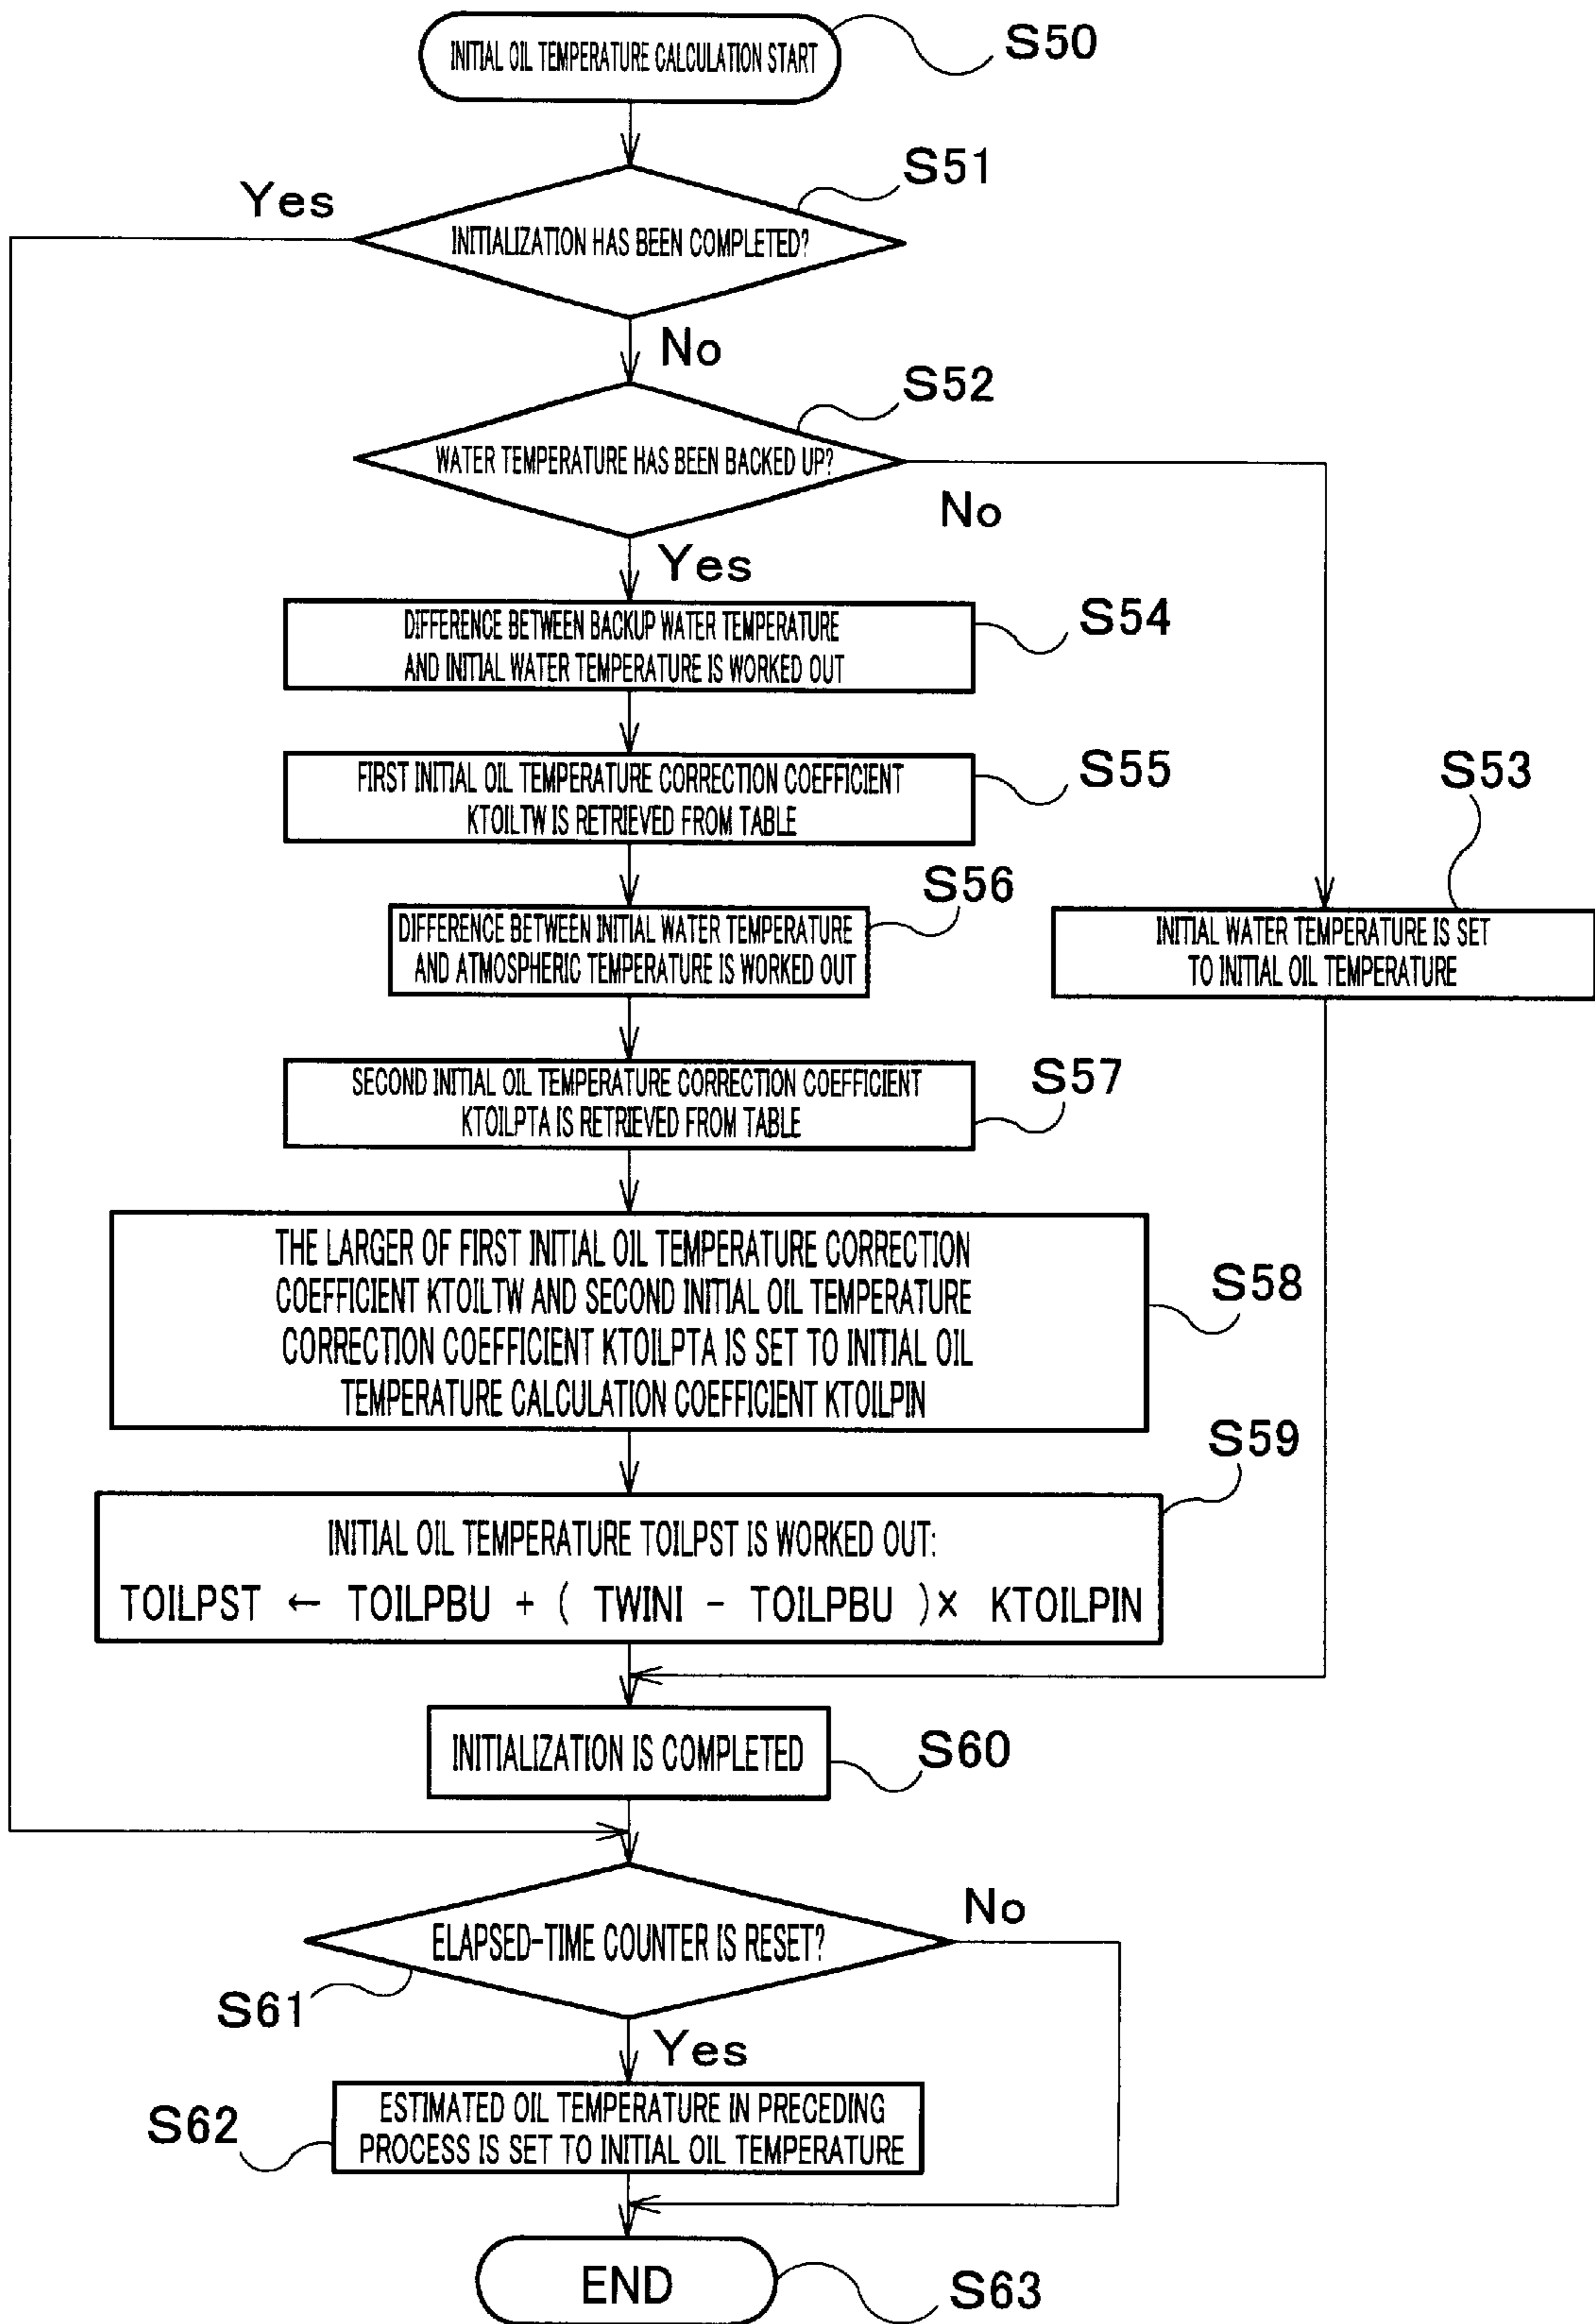 INITIAL OIL TEMPERATURE CALCULATION START
S50
S51
Yes
INITIALIZATION HAS BEEN COMPLETED?
No
S52
WATER TEMPERATURE HAS BEEN BACKED UP?
No
Yes
DIFFERENCE BETWEEN BACKUP WATER TEMPERATURE
AND INITIAL WATER TEMPERATURE IS WORKED OUT
S54
FIRST INITIAL OIL TEMPERATURE CORRECTION COEFFICIENT
KTOILTW IS RETRIEVED FROM TABLE
S55
S53
S56
DIFFERENCE BETWEEN INITIAL WATER TEMPERATURE
AND ATMOSPHERIC TEMPERATURE IS WORKED OUT
INITIAL WATER TEMPERATURE IS SET
TO INITIAL OIL TEMPERATURE
SECOND INITIAL OIL TEMPERATURE CORRECTION COEFFICIENT
KTOILPTA IS RETRIEVED FROM TABLE
S57
THE LARGER OF FIRST INITIAL OIL TEMPERATURE CORRECTION
COEFFICIENT KTOILTW AND SECOND INITIAL OIL TEMPERATURE
CORRECTION COEFFICIENT KTOILPTA IS SET TO INITIAL OIL
TEMPERATURE CALCULATION COEFFICIENT KTOILPIN
S58
S59
INITIAL OIL TEMPERATURE TOILPST IS WORKED OUT:
TOILPST ← TOILPBU + ( TWINI - TOILPBU )× KTOILPIN
INITIALIZATION IS COMPLETED
S60
No
ELAPSED-TIME COUNTER IS RESET?
S61
Yes
ESTIMATED OIL TEMPERATURE IN PRECEDING
PROCESS IS SET TO INITIAL OIL TEMPERATURE
S62
END
S63